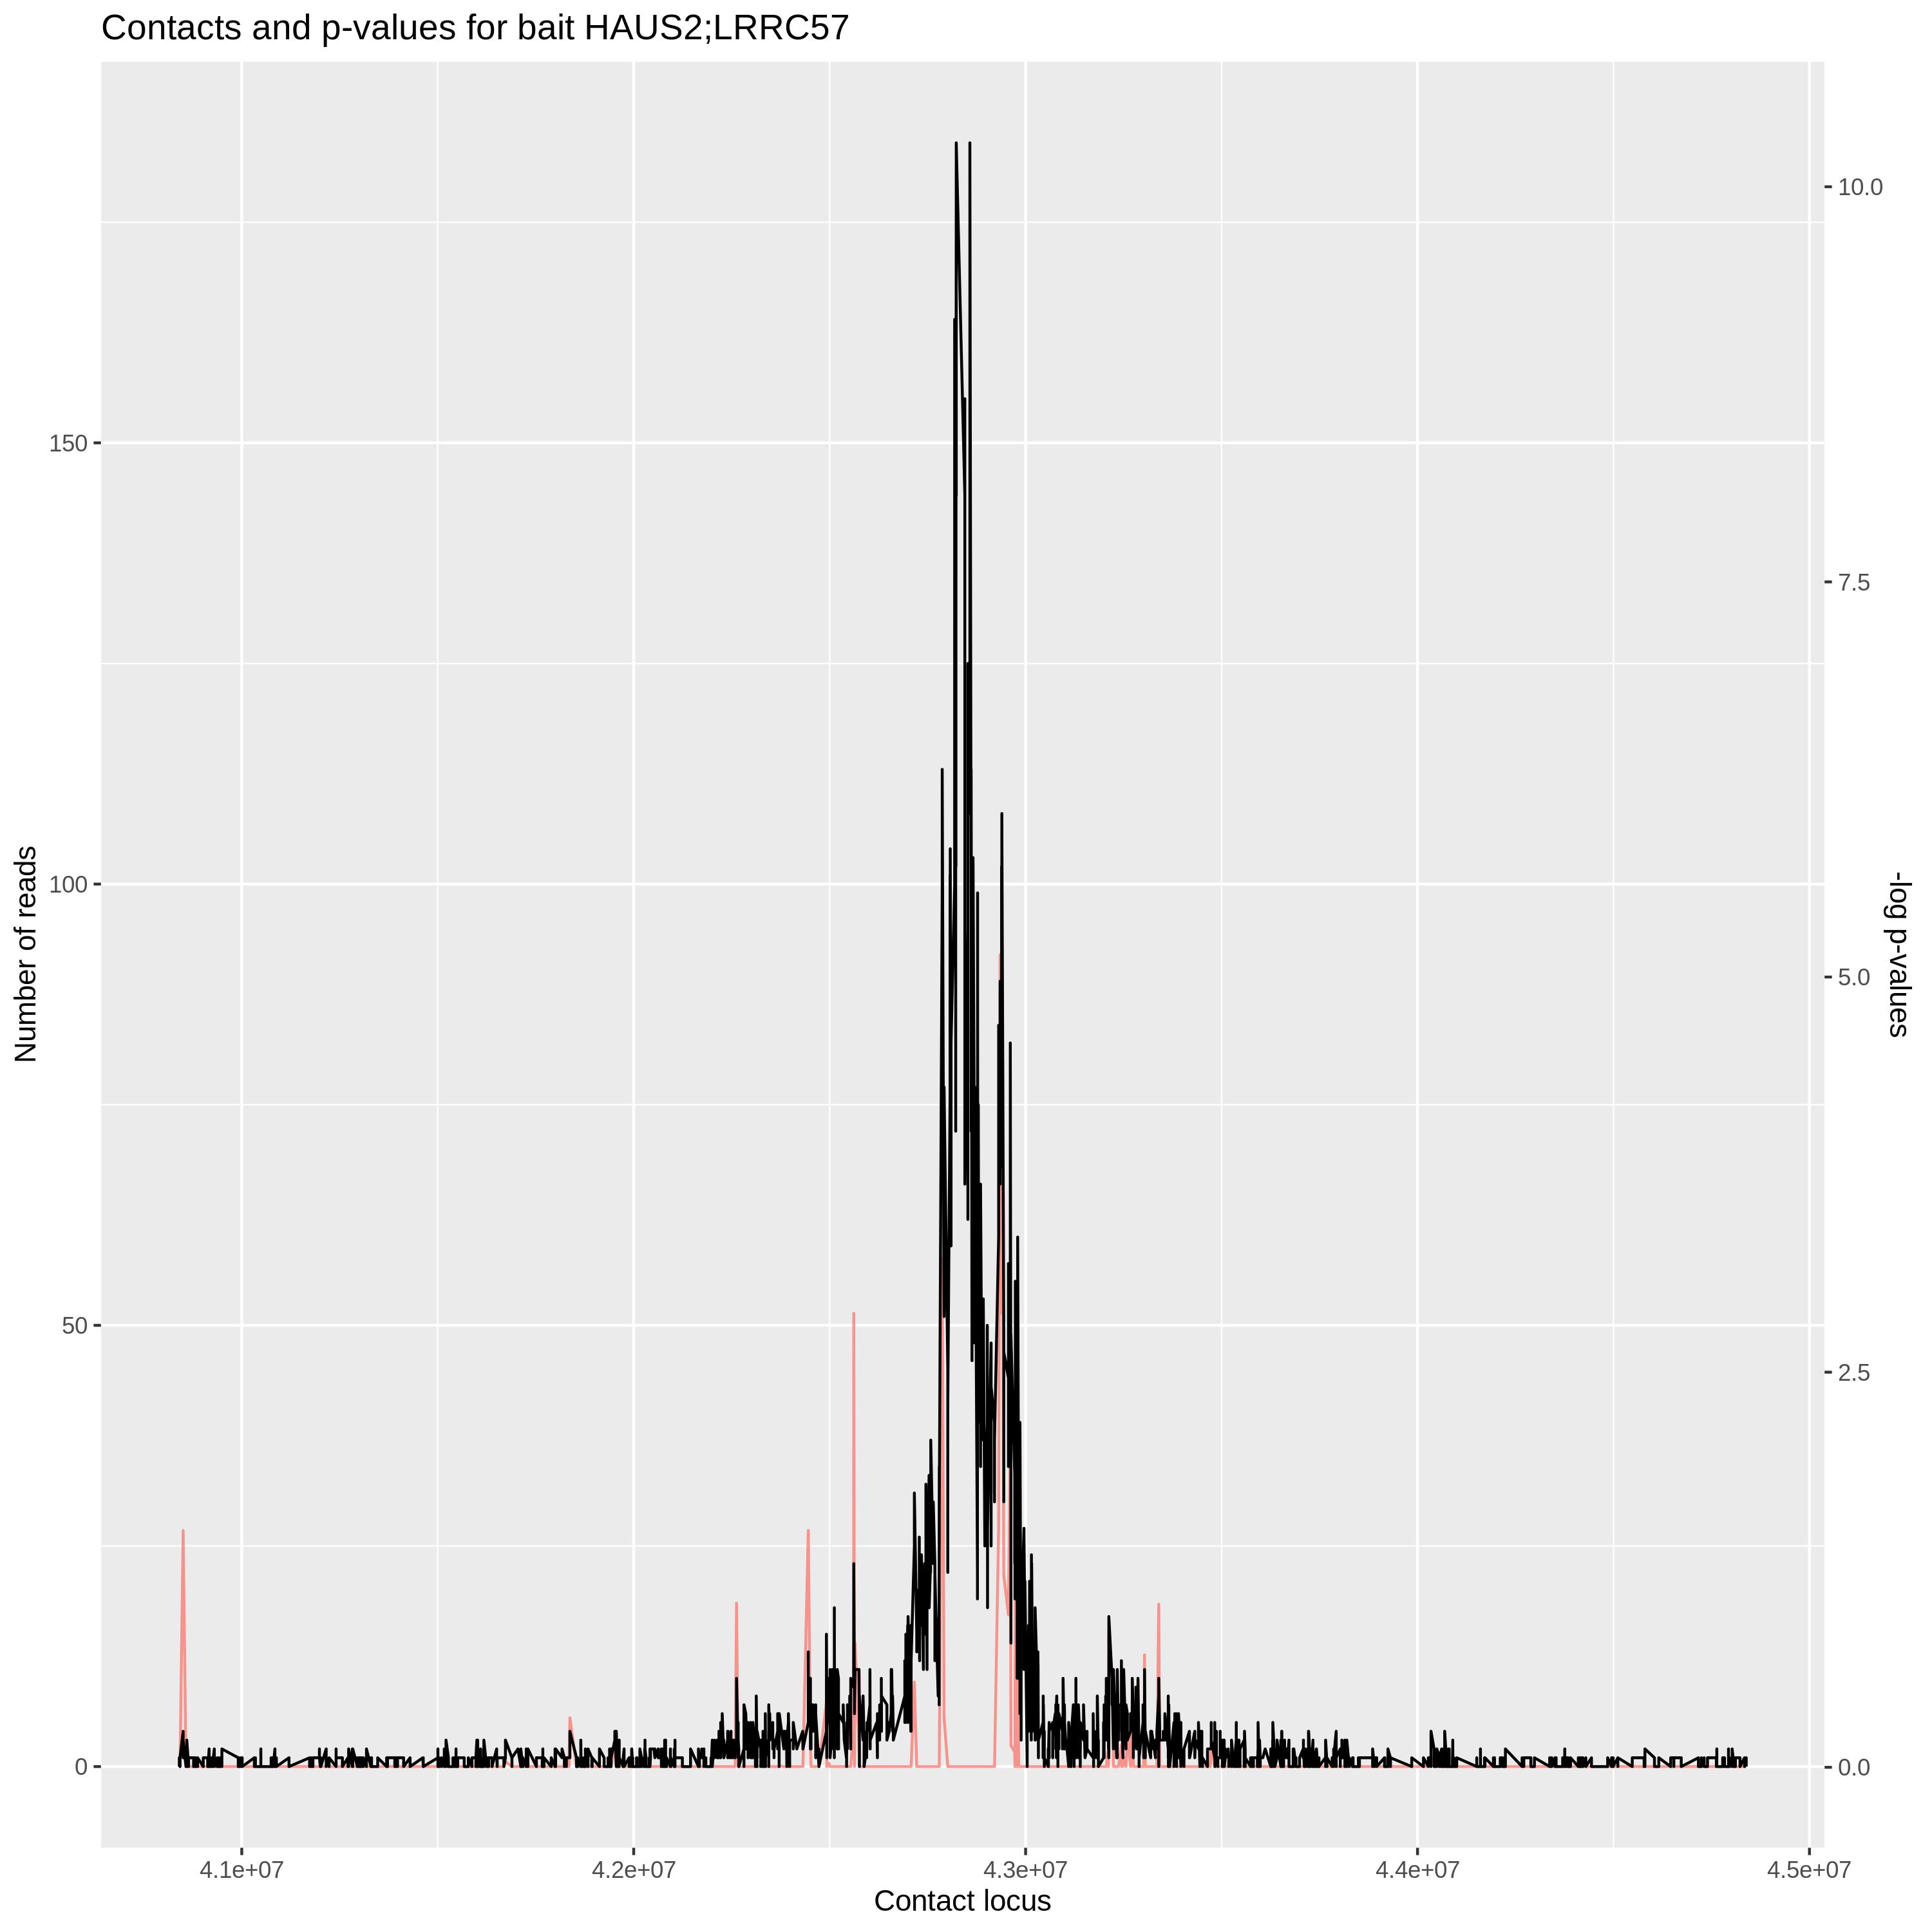 Contacts and p-values for bait HAUS2;LRRC57
Number of reads
150
100
50
0
10.0
7.5
5.0
2.5
0.0
-log p-values
4.1e+07
4.2e+07
4.3e+07
4.4e+07
4.5e+07
Contact locus